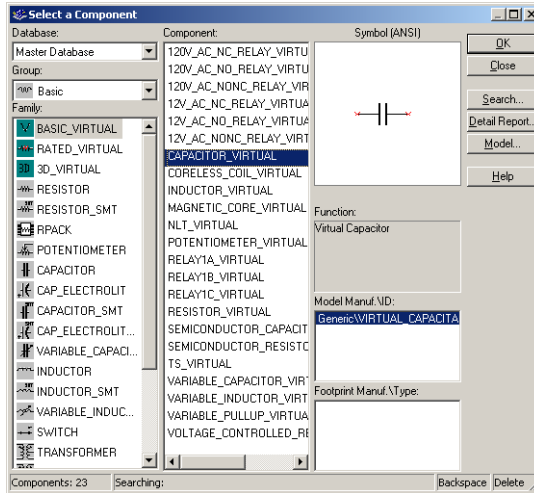 Select a Component
Database:
Master Database
Group:
Basic
Family:
BASIC_VIRTUAL
RATED_VIRTUAL
3D_VIRTUAL
RESISTOR
RESISTOR_SMT
RPACK
POTENTIOMETER
CAPACITOR
CAP_ELECTROLIT
CAPACITOR_SMT
CAP_ELECTROLIT...
VARIABLE_CAPACI...
INDUCTOR
INDUCTOR_SMT
VARIABLE_INDUC...
SWITCH
TRANSFORMER
Component:
120V_AC_NC_RELAY_VIRTU
120V_AC_NO_RELAY_VIRTU
120V_AC_NONC_RELAY_VIR
12V_AC_NC_RELAY_VIRTUA
12V_AC_NO_RELAY_VIRTUA
12V_AC_NONC_RELAY_VIRT
CAPACITOR_VIRTUAL
CORELESS_COIL_VIRTUAL
INDUCTOR_VIRTUAL
MAGNETIC_CORE_VIRTUAL
NLT_VIRTUAL
POTENTIOMETER_VIRTUAL
RELAY1A_VIRTUAL
RELAY1B_VIRTUAL
RELAY1C_VIRTUAL
RESISTOR_VIRTUAL
SEMICONDUCTOR_CAPACIT
SEMICONDUCTOR_RESISTC
TS_VIRTUAL
VARIABLE_CAPACITOR_VIRT
VARIABLE_INDUCTOR_VIRT
VARIABLE_PULLUP_VIRTUA
VOLTAGE_CONTROLLED_RE
Symbol (ANSI)
Function:
Virtual Capacitor
Model Manuf.\ID:
Generic\VIRTUAL_CAPACITA
Footprint Manuf.\Type:
OK
Close
Search...
Detail Report...
Model...
Help
Components: 23
Searching:
Backspace
Delete